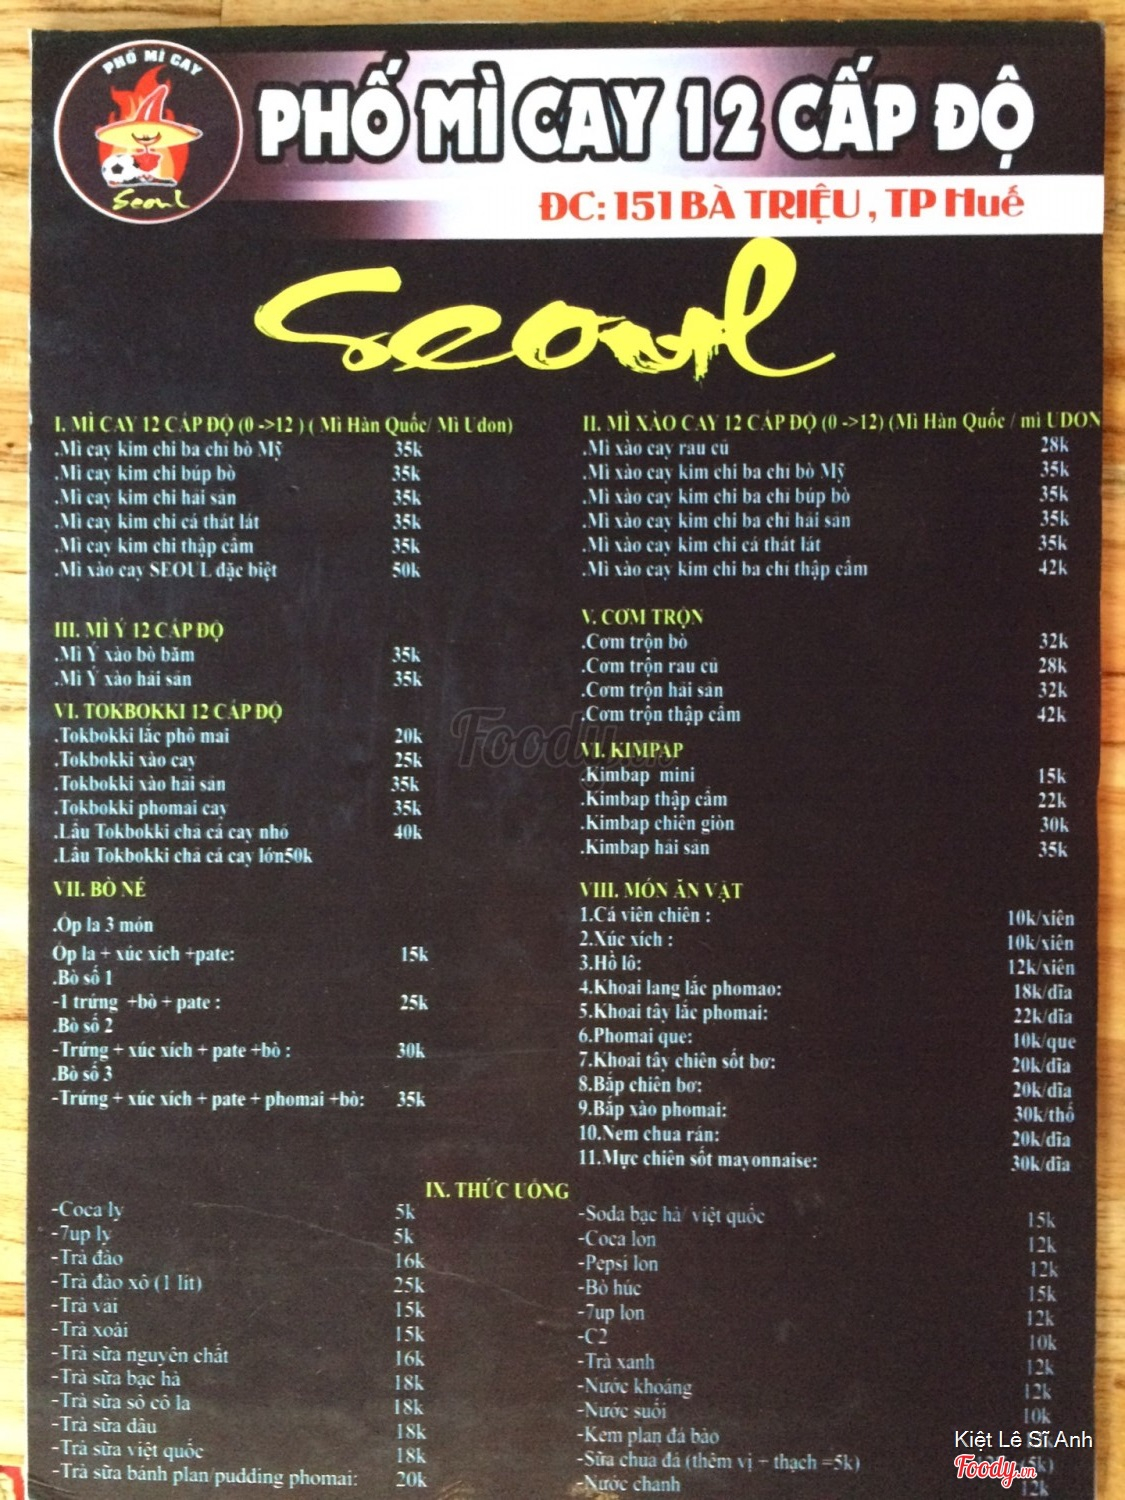 PHỐ MÌ CAY
Seoul
PHỐ MÌ CAY 12 CẤP ĐỘ
ĐC: 151 BÀ TRIỆU , TP Huế
Seoul
I. MÌ CAY 12 CẤP ĐỘ (0 ->12 ) ( Mì Hàn Quốc/ Mì Udon)
.Mì cay kim chi ba chỉ bò Mỹ 35k
.Mì cay kim chi búp bò 35k
.Mì cay kim chi hải sản 35k
.Mì cay kim chi cá thát lát 35k
.Mì cay kim chi thập cẩm 35k
.Mì xào cay SEOUL đặc biệt 50k
II. MÌ XÀO CAY 12 CẤP ĐỘ (0 ->12) (Mì Hàn Quốc / mì UDON
.Mì xào cay rau củ 28k
.Mì xào cay kim chi ba chỉ bò Mỹ 35k
.Mì xào cay kim chi ba chỉ búp bò 35k
.Mì xào cay kim chi ba chỉ hải sản 35k
.Mì xào cay kim chi cá thát lát 35k
.Mì xào cay kim chi ba chỉ thập cẩm 42k
III. MÌ Ý 12 CẤP ĐỘ
.Mì Ý xào bò băm 35k
.Mì Ý xào hải sản 35k
V. CƠM TRỘN
.Cơm trộn bò 32k
.Cơm trộn rau củ 28k
.Cơm trộn hải sản 32k
.Cơm trộn thập cẩm 42k
VI. TOKBOKKI 12 CẤP ĐỘ
.Tokbokki lắc phô mai 20k
.Tokbokki xào cay 25k
.Tokbokki xào hải sản 35k
.Tokbokki phomai cay 35k
.Lẩu Tokbokki chả cá cay nhỏ 40k
.Lẩu Tokbokki chả cá cay lớn50k
Foody.vn
VI. KIMPAP
.Kimbap mini 15k
.Kimbap thập cẩm 22k
.Kimbap chiên giòn 30k
.Kimbap hải sản 35k
VII. BÒ NÉ
.Ốp la 3 món
Ốp la + xúc xích +pate: 15k
.Bò số 1
-1 trứng +bò + pate : 25k
.Bò số 2
-Trứng + xúc xích + pate +bò : 30k
.Bò số 3
-Trứng + xúc xích + pate + phomai +bò: 35k
VIII. MÓN ĂN VẶT
1.Cá viên chiên : 10k/xiên
2.Xúc xích : 10k/xiên
3.Hồ lô: 12k/xiên
4.Khoai lang lắc phomao: 18k/dĩa
5.Khoai tây lắc phomai: 22k/dĩa
6.Phomai que: 10k/que
7.Khoai tây chiên sốt bơ: 20k/dĩa
8.Bắp chiên bơ: 20k/dĩa
9.Bắp xào phomai: 30k/thố
10.Nem chua rán: 20k/dĩa
11.Mực chiên sốt mayonnaise: 30k/dĩa
IX. THỨC UỐNG
-Coca ly 5k
-7up ly 5k
-Trà đào 16k
-Trà đào xô (1 lít) 25k
-Trà vải 15k
-Trà xoài 15k
-Trà sữa nguyên chất 16k
-Trà sữa bạc hà 18k
-Trà sữa sô cô la 18k
-Trà sữa dâu 18k
-Trà sữa việt quốc 18k
-Trà sữa bánh plan/pudding phomai: 20k
-Soda bạc hà/ việt quốc 15k
-Coca lon 12k
-Pepsi lon 12k
-Bò húc 15k
-7up lon 12k
-C2 10k
-Trà xanh 12k
-Nước khoáng 12k
-Nước suối 10k
-Kem plan đá bào
-Sữa chua đá (thêm vị + thạch =5k)
-Nước chanh 12k
Kiệt Lê Sĩ Anh
Foody.vn